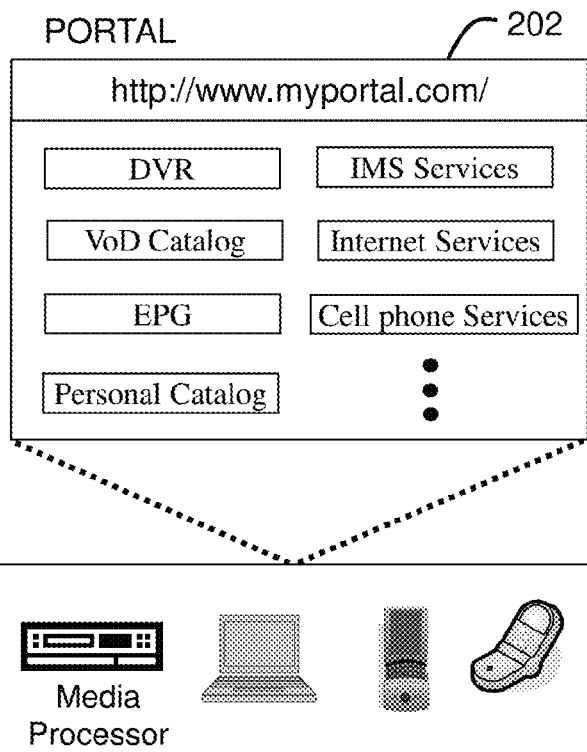 PORTAL
202
http://www.myportal.com/
DVR
IMS Services
VoD Catalog
Internet Services
EPG
Cell phone Services
Personal Catalog
Media
Processor